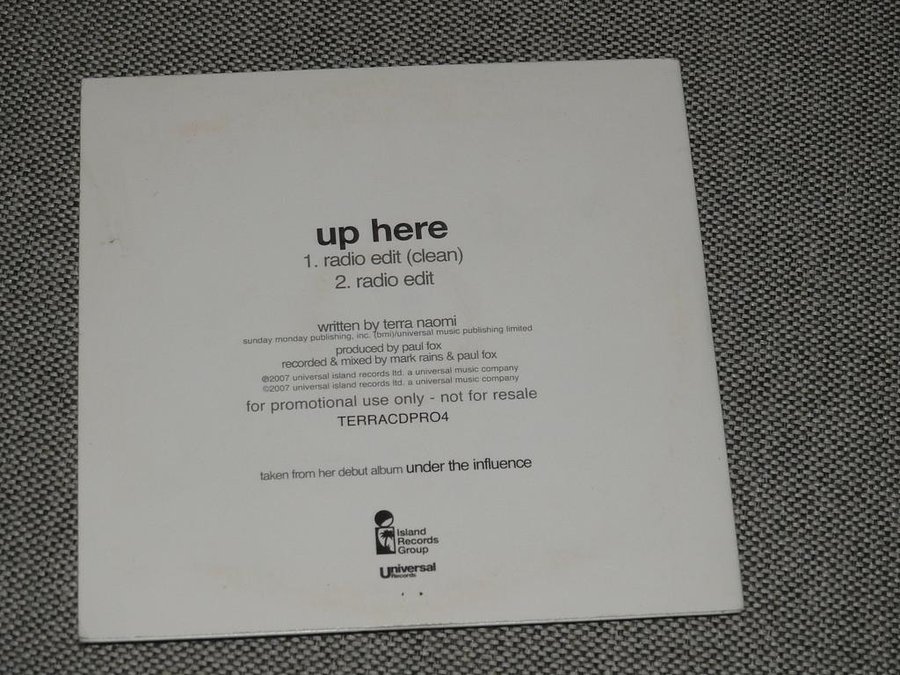 up here
1. radio edit (clean)
2. radio edit
written by terra naomi
sunday monday publishing, inc. (bmi)/universal music publishing limited
produced by paul fox
recorded & mixed by mark rains & paul fox
℗2007 universal island records ltd. a universal music company
©2007 universal island records ltd. a universal music company
for promotional use only - not for resale
TERRACDPRO4
taken from her debut album under the influence
Island
Records
Group
Universal
Records